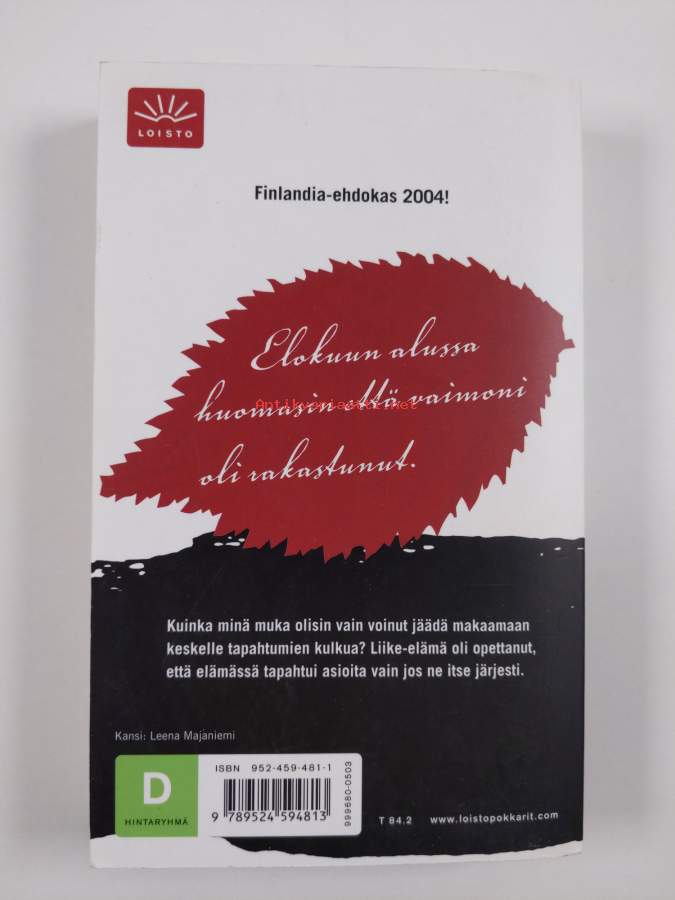 LOISTO
Finlandia-ehdokas 2004!
Elokuun alussa
huomasin että vaimoni
Antikvaariaatti.net
oli rakastunut.
Kuinka minä muka olisin vain voinut jäädä makaamaan
keskelle tapahtumien kulkua? Liike-elämä oli opettanut,
että elämässä tapahtui asioita vain jos ne itse järjesti.
Kansi: Leena Majaniemi
D
HINTARYHMÄ
ISBN 952-459-481-1
9 789524 594813
999680-0503
T 84.2
www.loistopokkarit.com